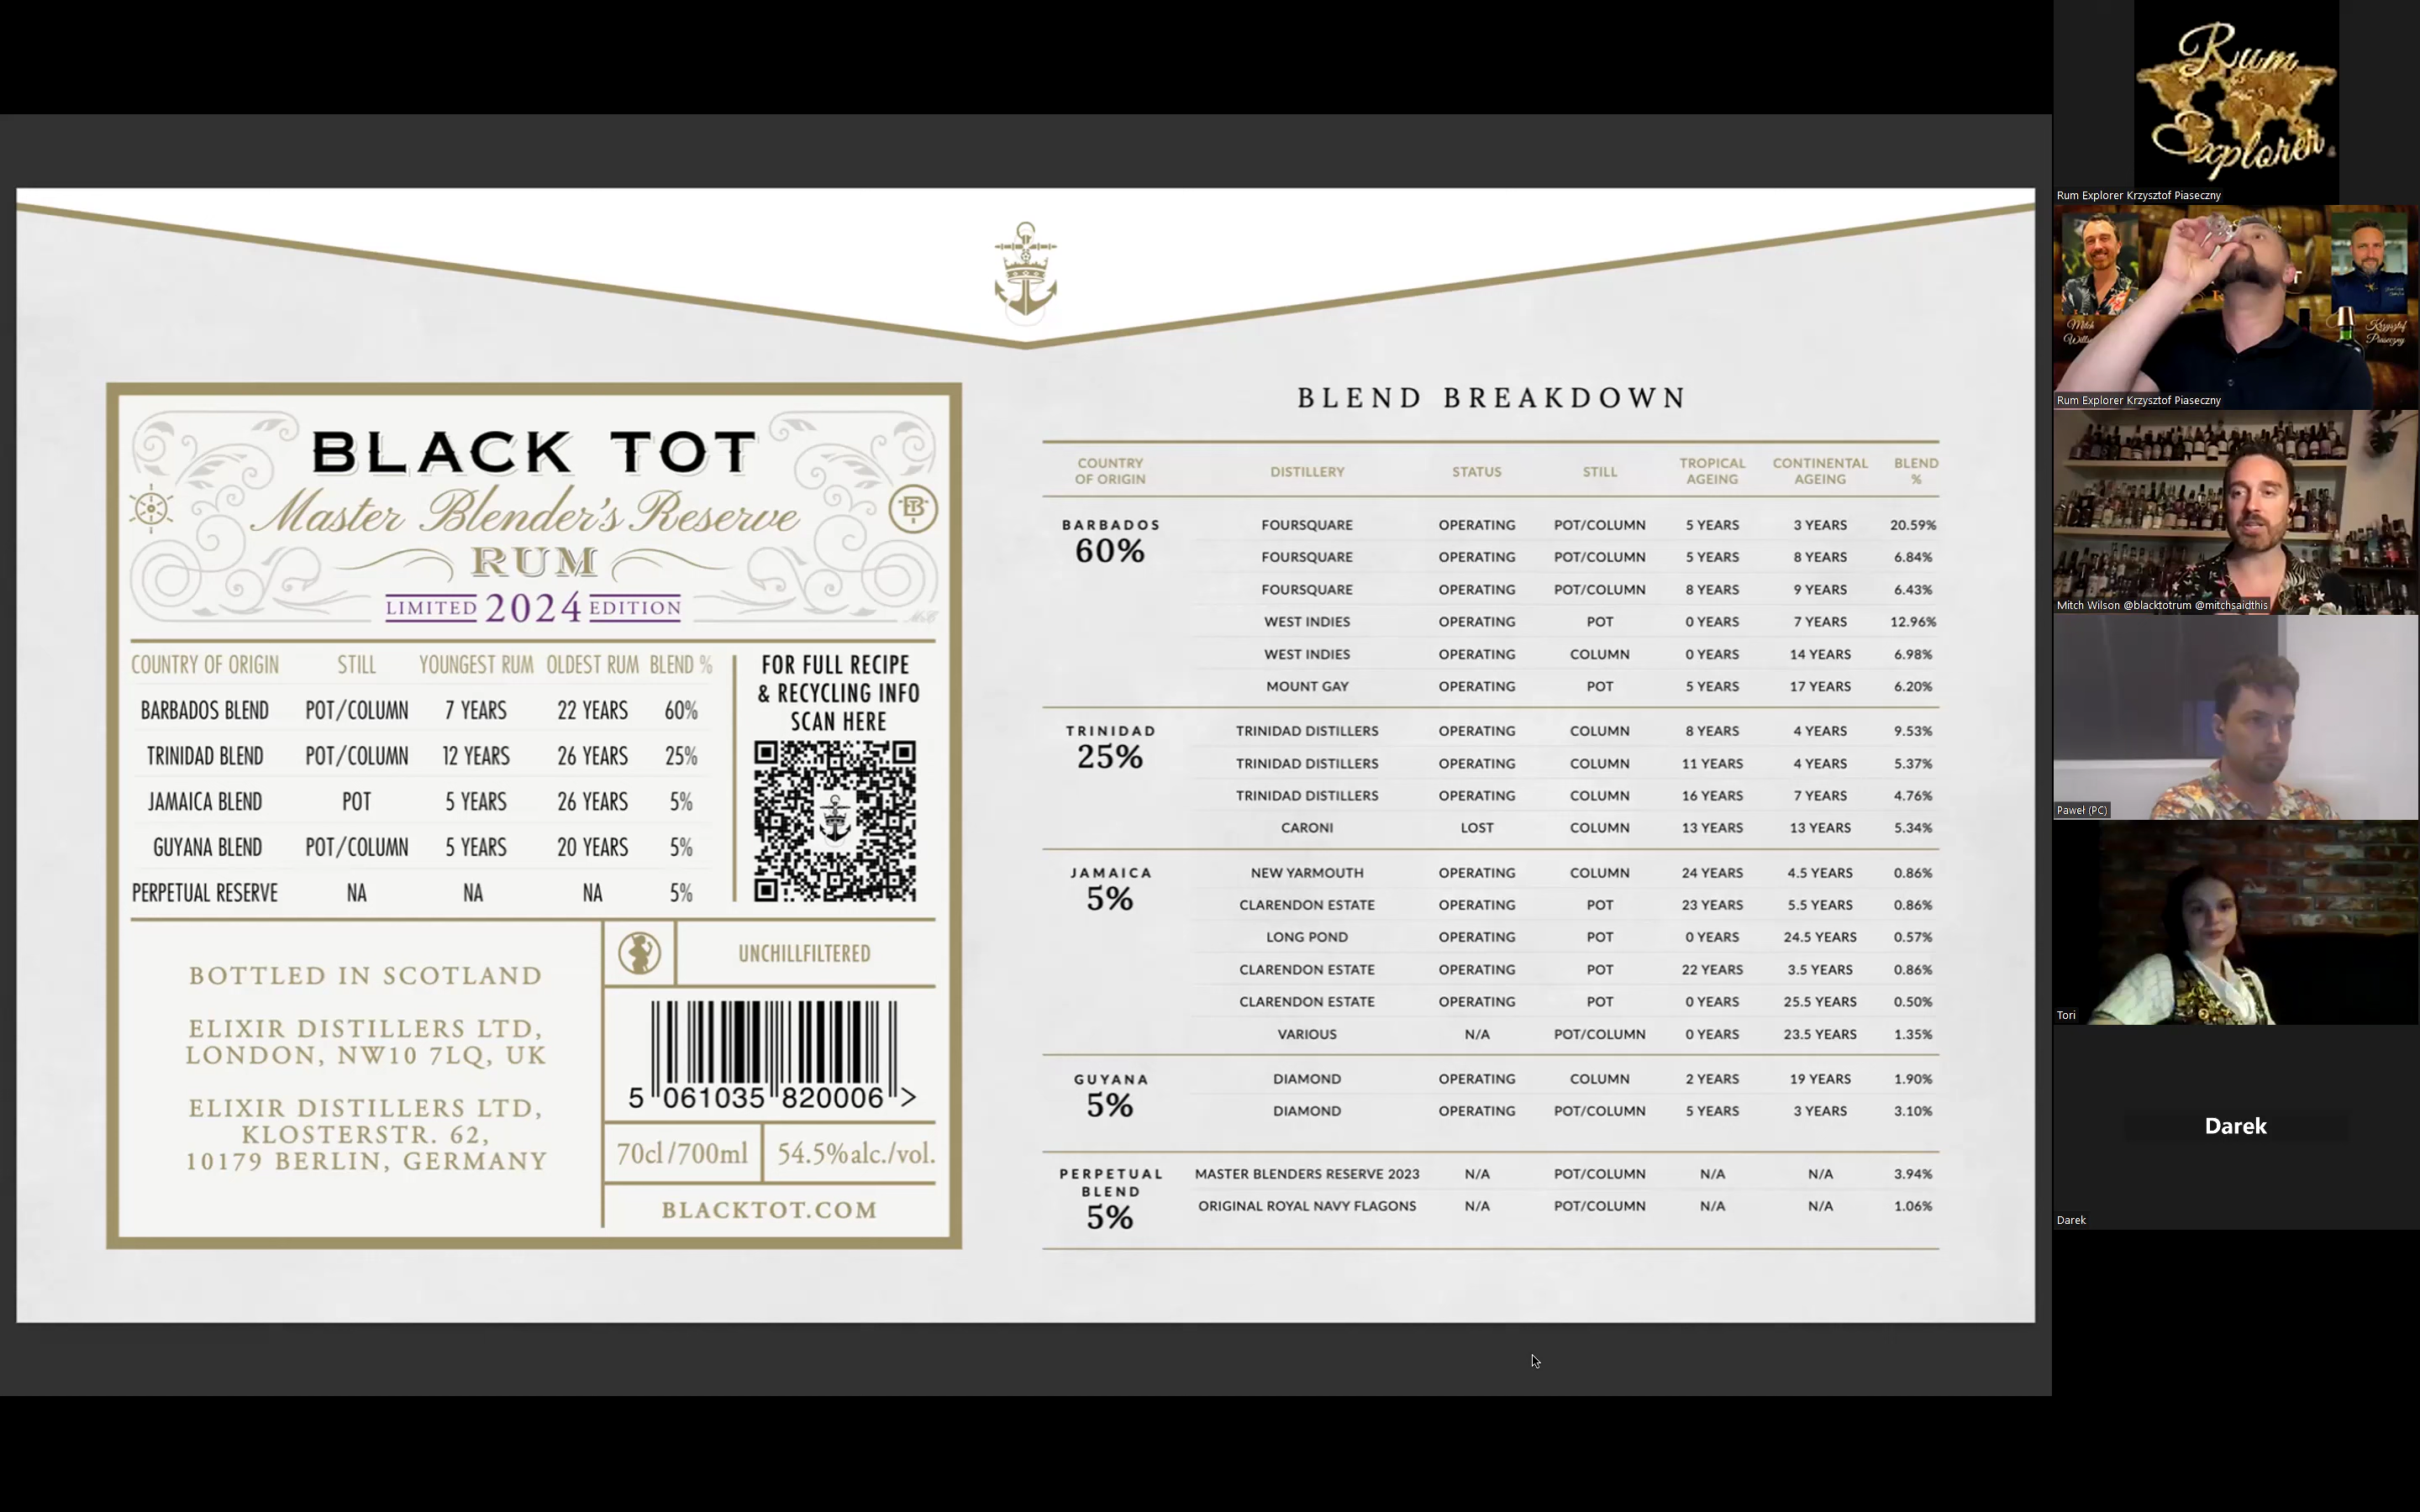 BLACK TOT
Master Blender's Reserve
RUM
LIMITED 2024 EDITION
COUNTRY OF ORIGIN STILL YOUNGEST RUM OLDEST RUM BLEND %
BARBADOS BLEND POT/COLUMN 7 YEARS 22 YEARS 60%
TRINIDAD BLEND POT/COLUMN 12 YEARS 26 YEARS 25%
JAMAICA BLEND POT 5 YEARS 26 YEARS 5%
GUYANA BLEND POT/COLUMN 5 YEARS 20 YEARS 5%
PERPETUAL RESERVE NA NA NA 5%
FOR FULL RECIPE
& RECYCLING INFO
SCAN HERE
BOTTLED IN SCOTLAND
ELIXIR DISTILLERS LTD,
LONDON, NW10 7LQ, UK
ELIXIR DISTILLERS LTD,
KLOSTERSTR. 62,
10179 BERLIN, GERMANY
UNCHILLFILTERED
5 061035 820006 >
70cl/700ml 54.5%alc./vol.
BLACKTOT.COM
BLEND BREAKDOWN
COUNTRY OF ORIGIN DISTILLERY STATUS STILL TROPICAL AGEING CONTINENTAL AGEING BLEND %
BARBADOS 60%
FOURSQUARE OPERATING POT/COLUMN 5 YEARS 3 YEARS 20.59%
FOURSQUARE OPERATING POT/COLUMN 5 YEARS 8 YEARS 6.84%
FOURSQUARE OPERATING POT/COLUMN 8 YEARS 9 YEARS 6.43%
WEST INDIES OPERATING POT 0 YEARS 7 YEARS 12.96%
WEST INDIES OPERATING COLUMN 0 YEARS 14 YEARS 6.98%
MOUNT GAY OPERATING POT 5 YEARS 17 YEARS 6.20%
TRINIDAD 25%
TRINIDAD DISTILLERS OPERATING COLUMN 8 YEARS 4 YEARS 9.53%
TRINIDAD DISTILLERS OPERATING COLUMN 11 YEARS 4 YEARS 5.37%
TRINIDAD DISTILLERS OPERATING COLUMN 16 YEARS 7 YEARS 4.76%
CARONI LOST COLUMN 13 YEARS 13 YEARS 5.34%
JAMAICA 5%
NEW YARMOUTH OPERATING COLUMN 24 YEARS 4.5 YEARS 0.86%
CLARENDON ESTATE OPERATING POT 23 YEARS 5.5 YEARS 0.86%
LONG POND OPERATING POT 0 YEARS 24.5 YEARS 0.57%
CLARENDON ESTATE OPERATING POT 22 YEARS 3.5 YEARS 0.86%
CLARENDON ESTATE OPERATING POT 0 YEARS 25.5 YEARS 0.50%
VARIOUS N/A POT/COLUMN 0 YEARS 23.5 YEARS 1.35%
GUYANA 5%
DIAMOND OPERATING COLUMN 2 YEARS 19 YEARS 1.90%
DIAMOND OPERATING POT/COLUMN 5 YEARS 3 YEARS 3.10%
PERPETUAL BLEND 5%
MASTER BLENDERS RESERVE 2023 N/A POT/COLUMN N/A N/A 3.94%
ORIGINAL ROYAL NAVY FLAGONS N/A POT/COLUMN N/A N/A 1.06%
Rum
Explorer
Rum Explorer Krzysztof Piaseczny
Mitch
Krzysztof
Piaseczny
Rum Explorer Krzysztof Piaseczny
Mitch Wilson @blacktotrum @mitchsaidthis
Paweł (PC)
Tori
Darek
Darek